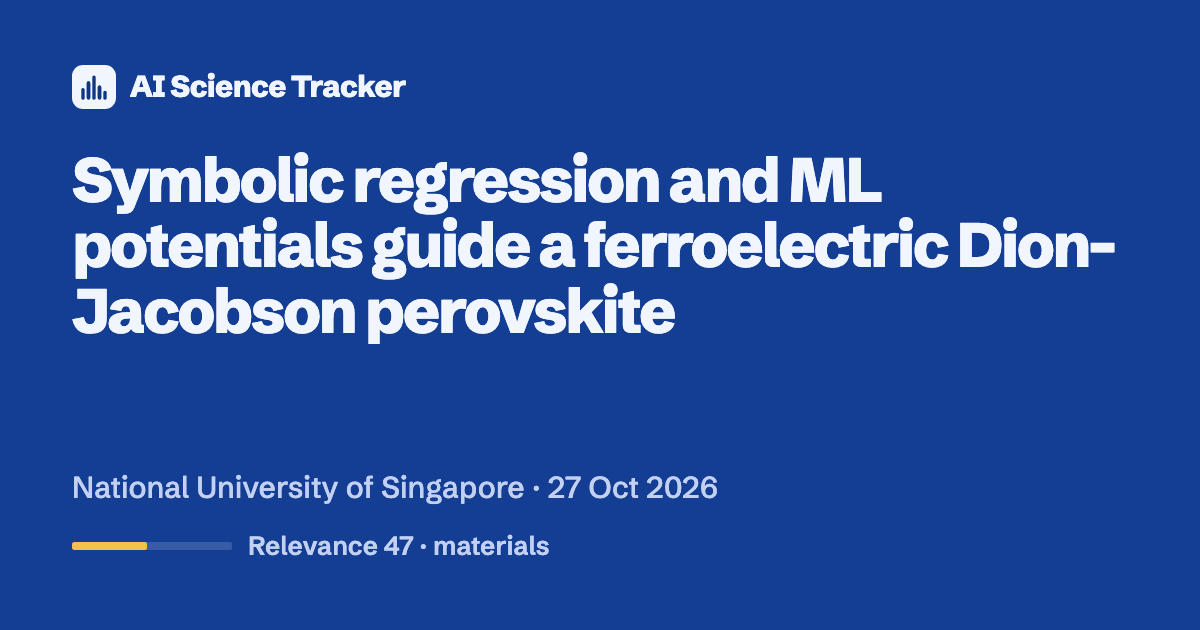 AI Science Tracker
Symbolic regression and ML
potentials guide a ferroelectric Dion-
Jacobson perovskite
National University of Singapore · 27 Oct 2026
Relevance 47 · materials